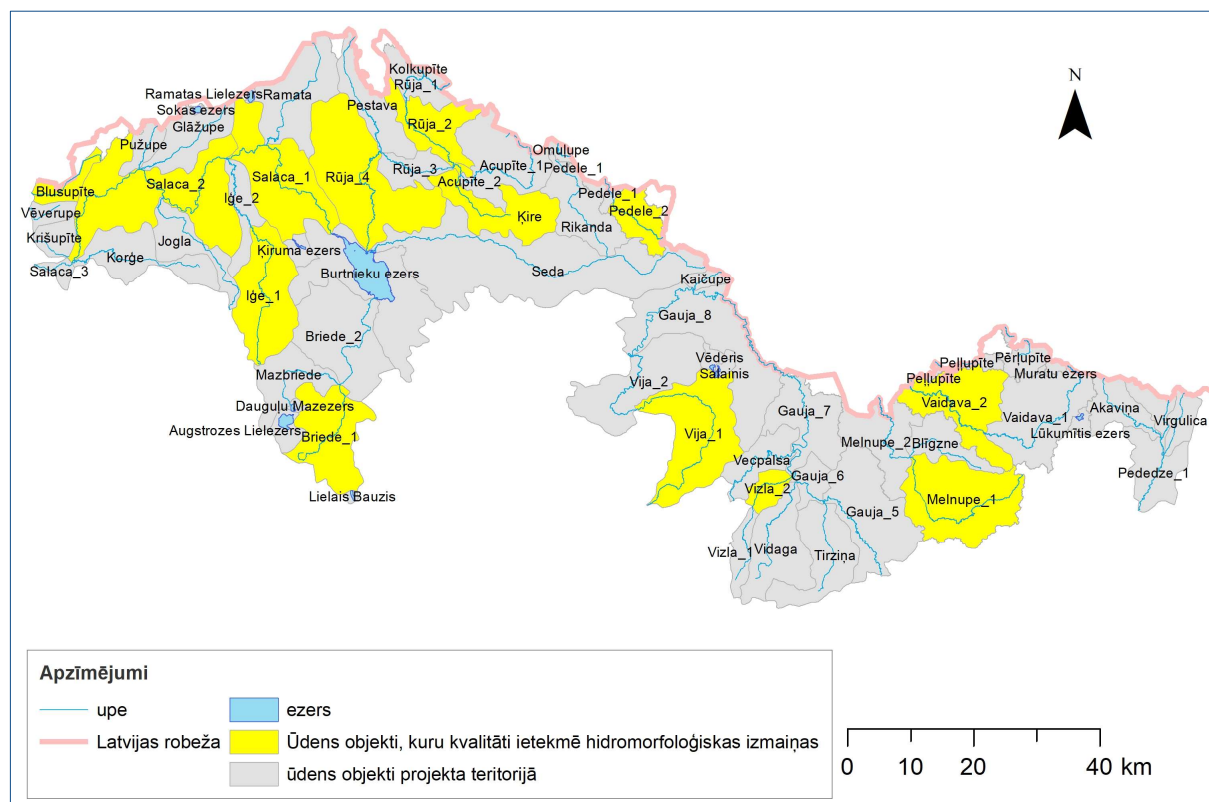 Kolkupīte
Rūja_1
N
Ramatas Lielezers
Ramata
Sokas ezers
Pestava
Glāžupe
Rūja_2
Pužupe
Omuļupe
Acupīte_1
Pedele_1
Rūja_3
Salaca_1
Rūja_4
Salaca_2
Acupīte_2
Blusupīte
Iģe_2
Pedele_1
Vēverupe
Ķire
Pedele_2
Rikanda
Krišupīte
Jogla
Ķiruma ezers
Korģe
Salaca_3
Burtnieku ezers
Seda
Kaičupe
Iģe_1
Gauja_8
Briede_2
Vēderis
Salainis
Pērļupīte
Peļļupīte
Muratu ezers
Mazbriede
Vija_2
Peļļupīte
Vaidava_2
Dauguļu Mazezers
Gauja_7
Vaidava_1
Akaviņa
Virgulica
Augstrozes Lielezers
Lūkumītis ezers
Briede_1
Vija_1
Melnupe_2
Blīgzne
Vecpalsa
Pededze_1
Gauja_6
Vizla_2
Lielais Bauzis
Melnupe_1
Gauja_5
Vizla_1
Vidaga
Tirziņa
Apzīmējumi
upe
ezers
Latvijas robeža
Ūdens objekti, kuru kvalitāti ietekmē hidromorfoloģiskas izmaiņas
ūdens objekti projekta teritorijā
0 10 20 40 km